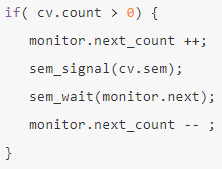 if( cv.count > 0) {
monitor.next_count ++;
sem_signal(cv.sem);
sem_wait(monitor.next);
monitor.next_count -- ;
}